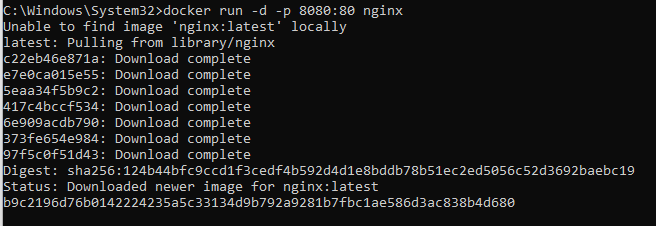 C:\Windows\System32>docker run -d -p 8080:80 nginx
Unable to find image 'nginx:latest' locally
latest: Pulling from library/nginx
c22eb46e871a: Download complete
e7e0ca015e55: Download complete
5eaa34f5b9c2: Download complete
417c4bccf534: Download complete
6e909acdb790: Download complete
373fe654e984: Download complete
97f5c0f51d43: Download complete
Digest: sha256:124b44bfc9ccd1f3cedf4b592d4d1e8bddb78b51ec2ed5056c52d3692baebc19
Status: Downloaded newer image for nginx:latest
b9c2196d76b0142224235a5c33134d9b792a9281b7fbc1ae586d3ac838b4d680